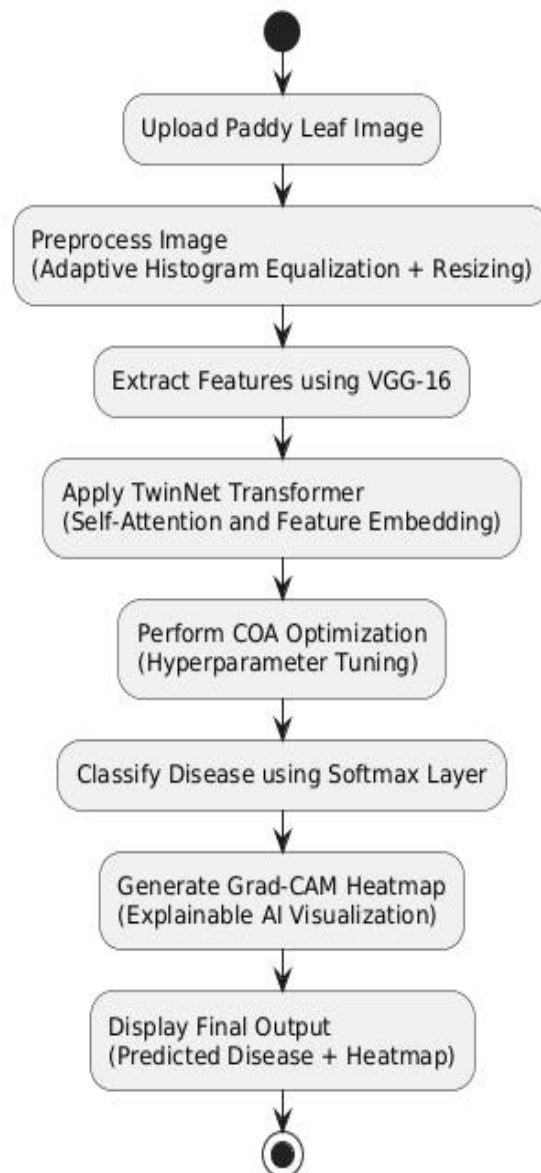 Upload Paddy Leaf Image
Preprocess Image
(Adaptive Histogram Equalization + Resizing)
Extract Features using VGG-16
Apply TwinNet Transformer
(Self-Attention and Feature Embedding)
Perform COA Optimization
(Hyperparameter Tuning)
Classify Disease using Softmax Layer
Generate Grad-CAM Heatmap
(Explainable AI Visualization)
Display Final Output
(Predicted Disease + Heatmap)